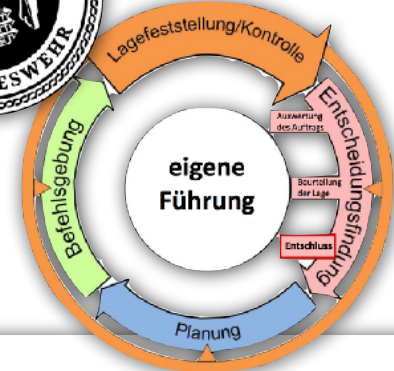 ESWEHR
Lagefeststellung/Kontrolle
Entscheidungsfindung
Auswertung
des Auftrags
Beurteilung
der Lage
Entschluss
Planung
Befehlsgebung
eigene
Führung